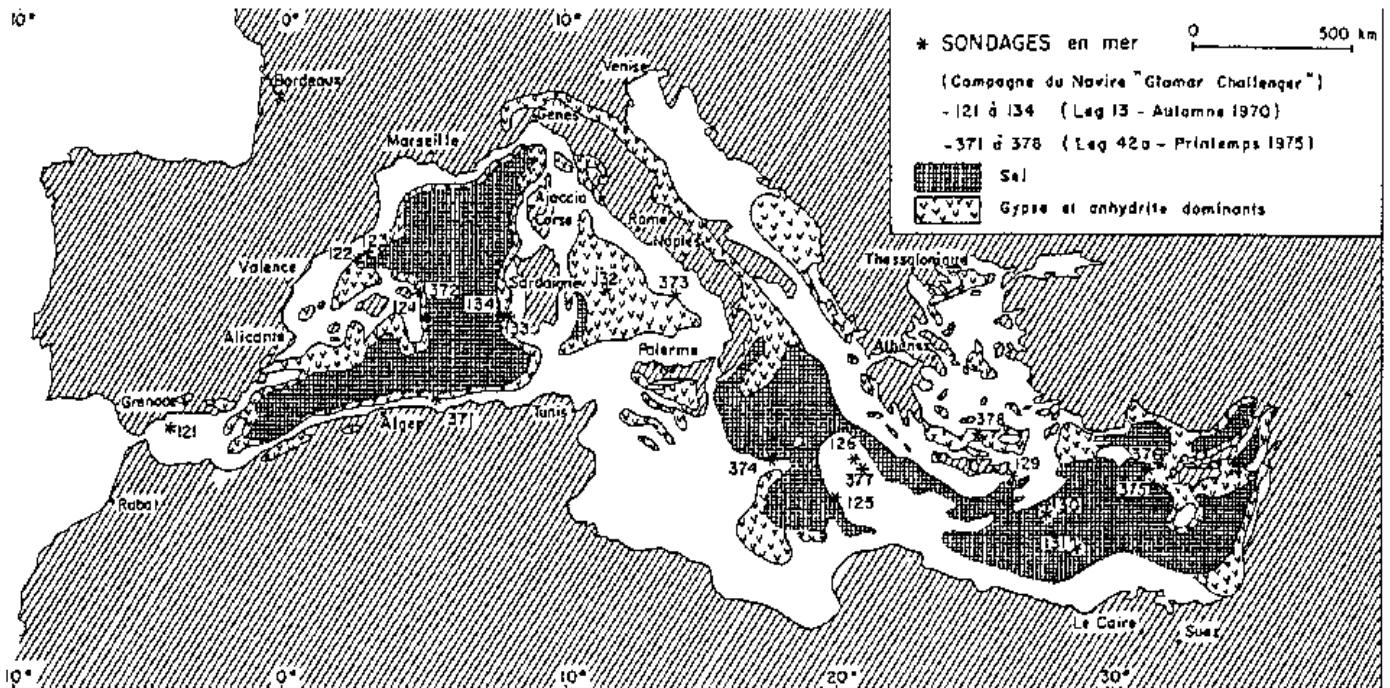 10° 0° 10°
* SONDAGES en mer
0 500 km
(Campagne du Navire "Glomar Challenger")
-121 à 134 (Leg 13 - Automne 1970)
-371 à 378 (Leg 42a - Printemps 1975)
Sel
Gypse et anhydrite dominants
Venise
Bordeaux
Gènes
Marseille
Ajaccio
Corse
Rome
Naples
123
122
Valence
Thessalonique
372
Sardaigne
132
373
124
134
133
Alicante
Palerme
Athènes
Grenade
121
Alger
371
Tunis
378
126
374
377
129
376
375
125
130
Rabat
131
Le Caire
Suez
10° 0° 10° 20° 30°